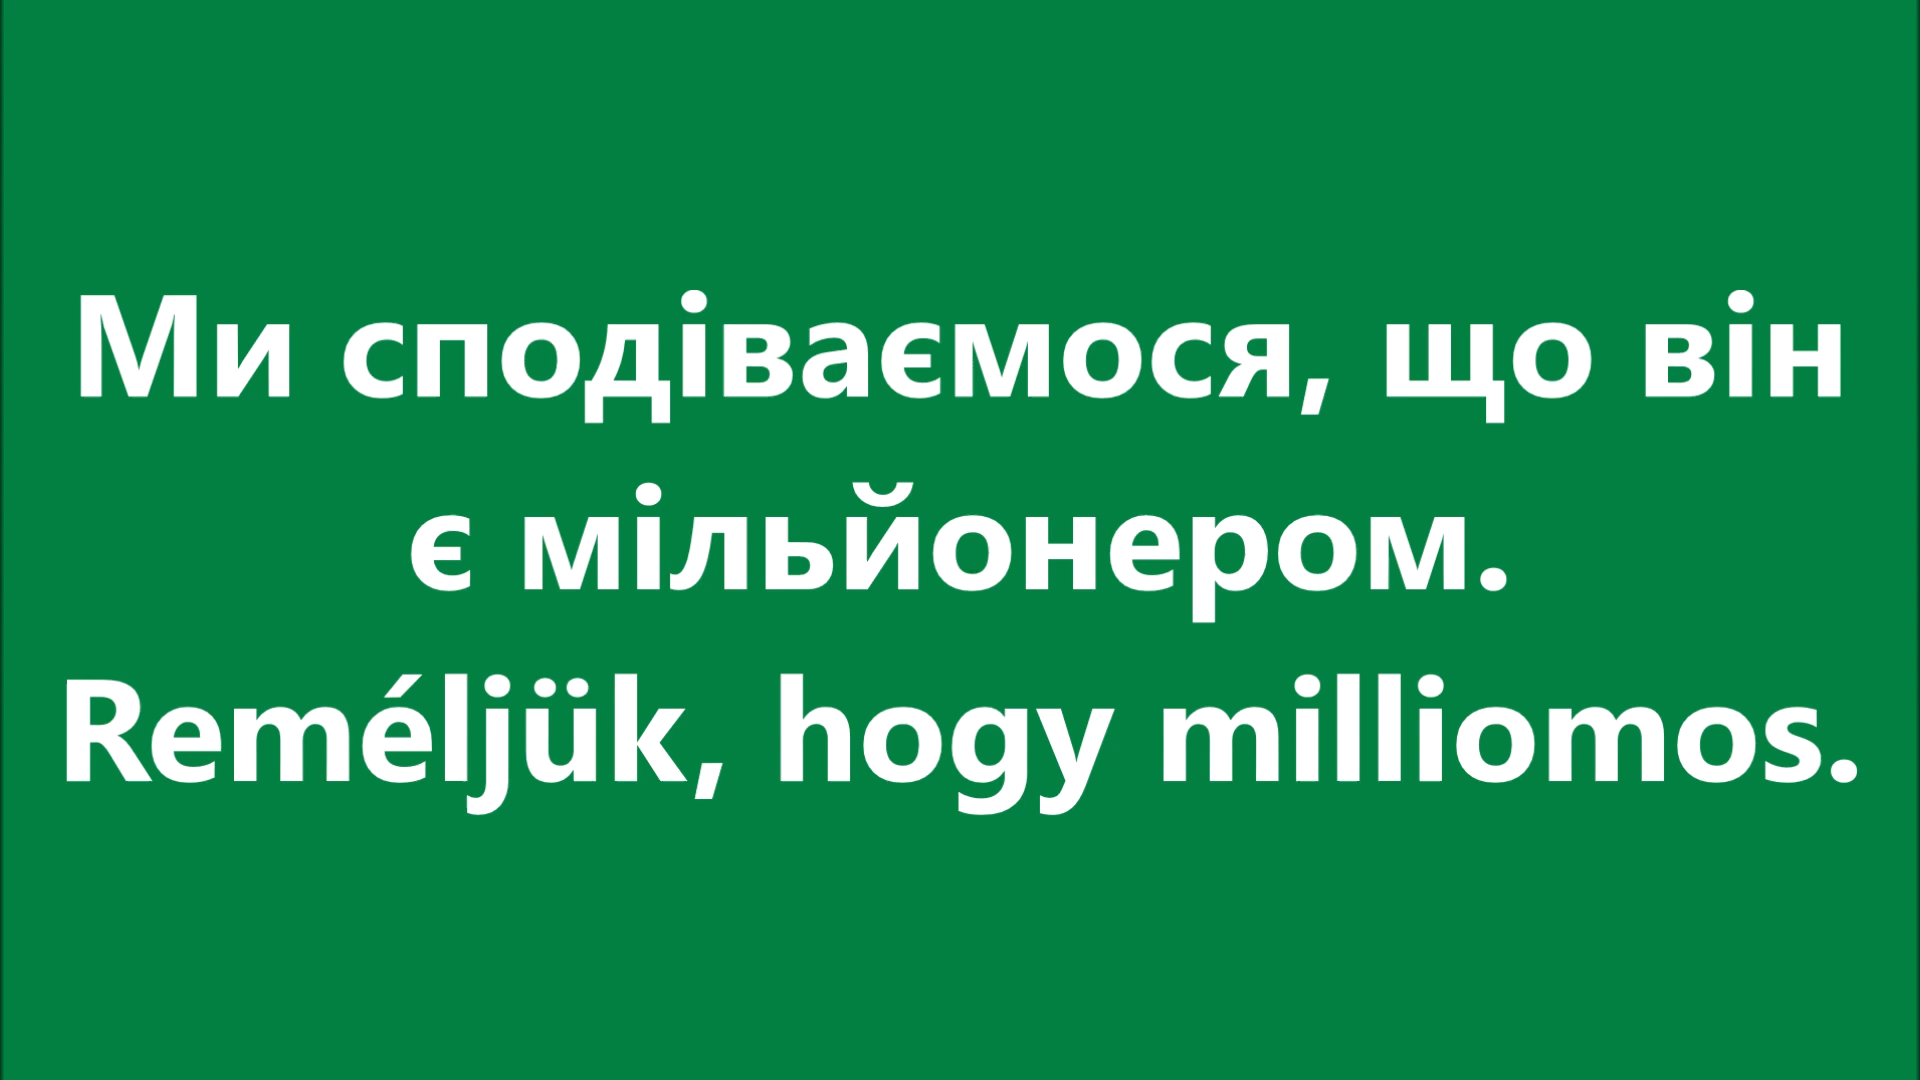 Ми сподіваємося, що він
є мільйонером.
Reméljük, hogy milliomos.